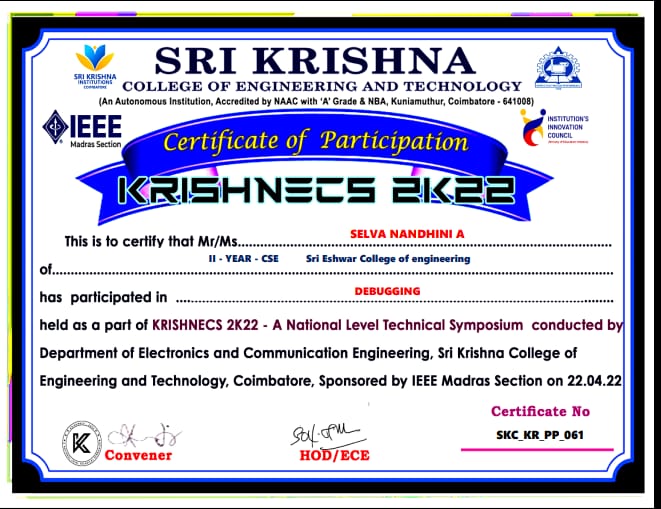 SRI KRISHNA
COLLEGE OF ENGINEERING AND TECHNOLOGY
(An Autonomous Institution, Accredited by NAAC with 'A' Grade & NBA, Kuniamuthur, Coimbatore - 641008)
SRI KRISHNA
INSTITUTIONS
COIMBATORE
IEEE
Madras Section
INSTITUTION'S
INNOVATION
COUNCIL
Certificate of Participation
KRISHNECS 2K22
This is to certify that Mr/Ms. SELVA NANDHINI A
of II - YEAR - CSE Sri Eshwar College of engineering
has participated in DEBUGGING
held as a part of KRISHNECS 2K22 - A National Level Technical Symposium conducted by
Department of Electronics and Communication Engineering, Sri Krishna College of
Engineering and Technology, Coimbatore, Sponsored by IEEE Madras Section on 22.04.22
Certificate No
SKC_KR_PP_061
K
Convener
HOD/ECE